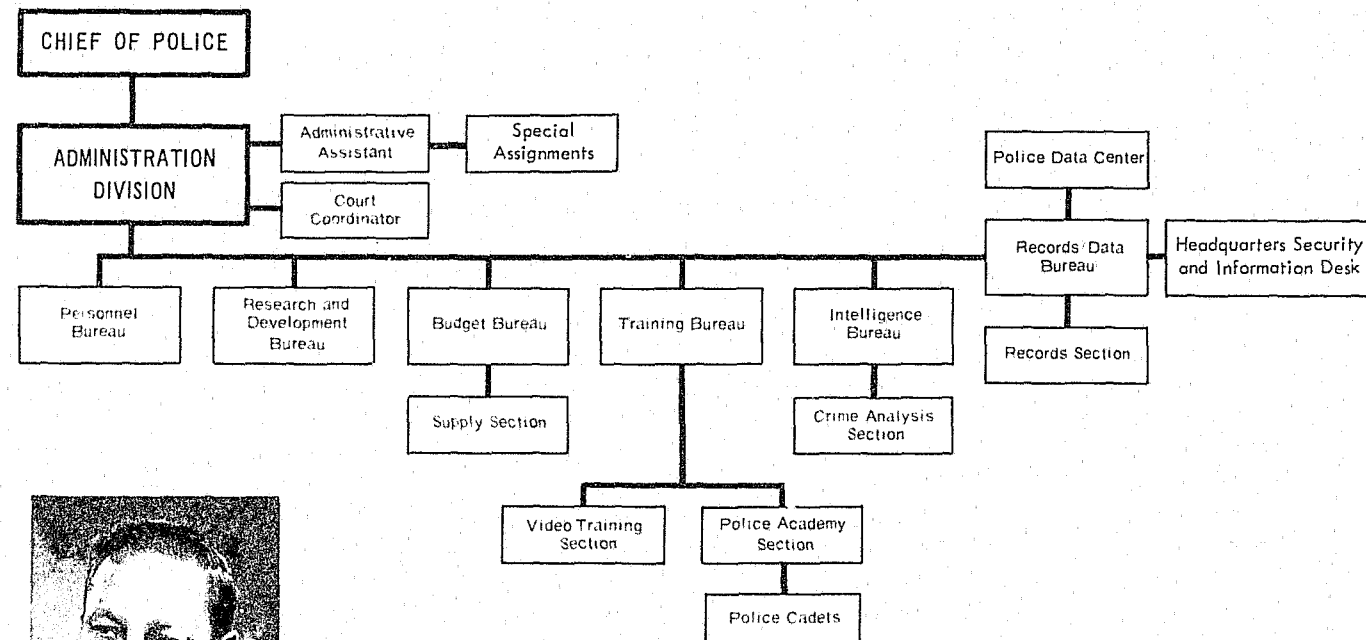 CHIEF OF POLICE
ADMINISTRATION
DIVISION
Administrative
Assistant
Special
Assignments
Court
Coordinator
Police Data Center
Records/Data
Bureau
Headquarters Security
and Information Desk
Records Section
Personnel
Bureau
Research and
Development
Bureau
Budget Bureau
Training Bureau
Intelligence
Bureau
Supply Section
Crime Analysis
Section
Video Training
Section
Police Academy
Section
Police Cadets